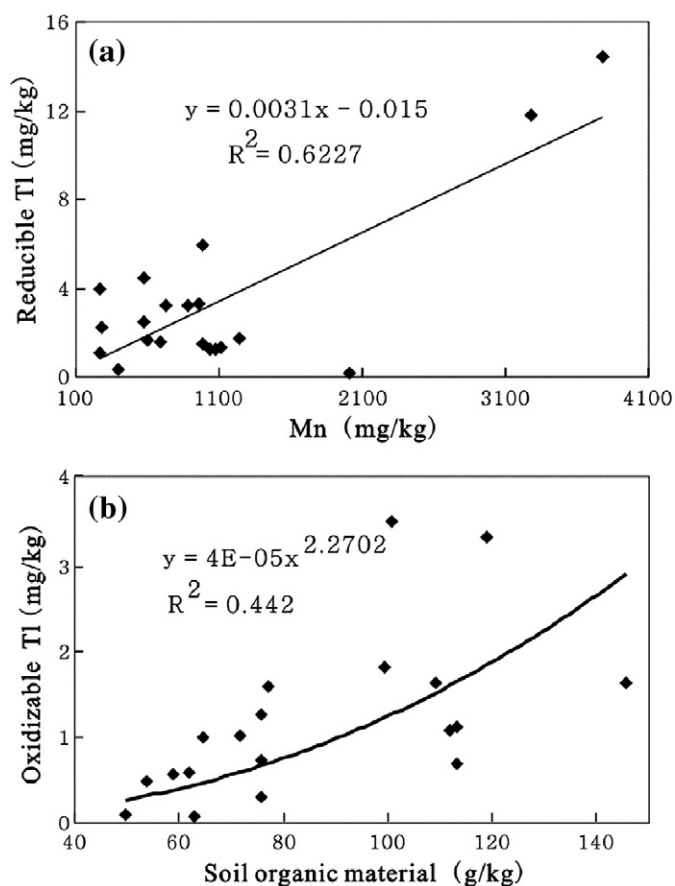 (a)
16
12
8
4
0
Reducible Tl (mg/kg)
y = 0.0031x − 0.015
R² = 0.6227
100 1100 2100 3100 4100
Mn (mg/kg)
(b)
4
3
2
1
0
Oxidizable Tl (mg/kg)
y = 4E-05x^2.2702
R² = 0.442
40 60 80 100 120 140
Soil organic material (g/kg)